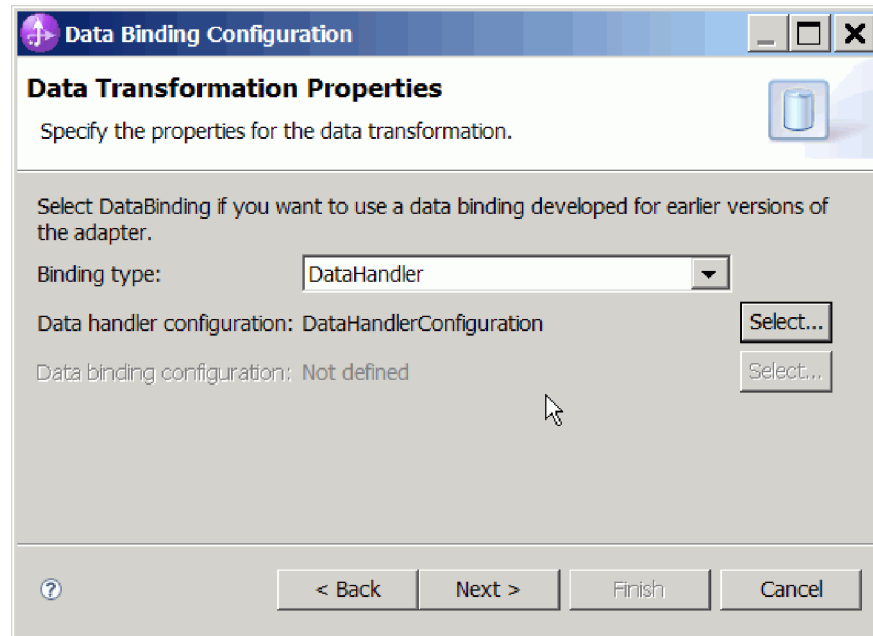 Data Binding Configuration
Data Transformation Properties
Specify the properties for the data transformation.
Select DataBinding if you want to use a data binding developed for earlier versions of
the adapter.
Binding type: DataHandler
Data handler configuration: DataHandlerConfiguration Select...
Data binding configuration: Not defined Select...
? < Back Next > Finish Cancel